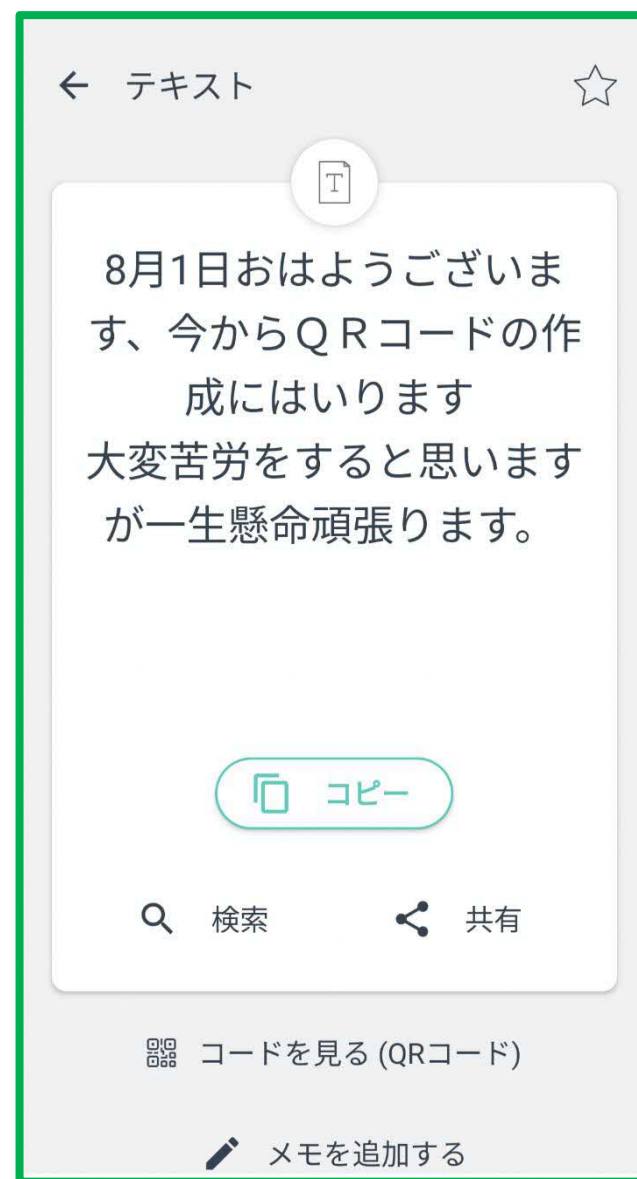 テキスト
T
8月1日おはようございま
す、今からＱＲコードの作
成にはいります
大変苦労をすると思います
が一生懸命頑張ります。
コピー
検索 共有
コードを見る (QRコード)
メモを追加する